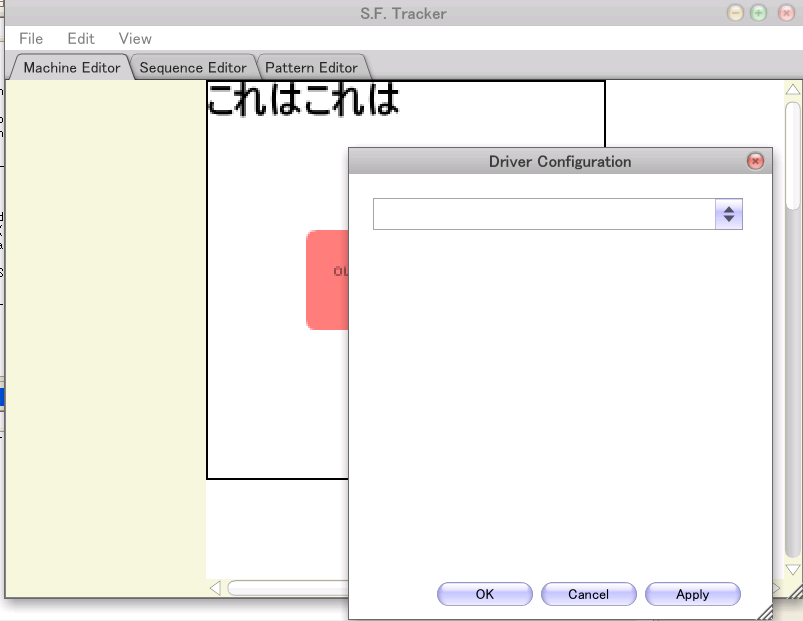 S.F. Tracker
File Edit View
Machine Editor Sequence Editor Pattern Editor
これはこれは
Driver Configuration
OK Cancel Apply